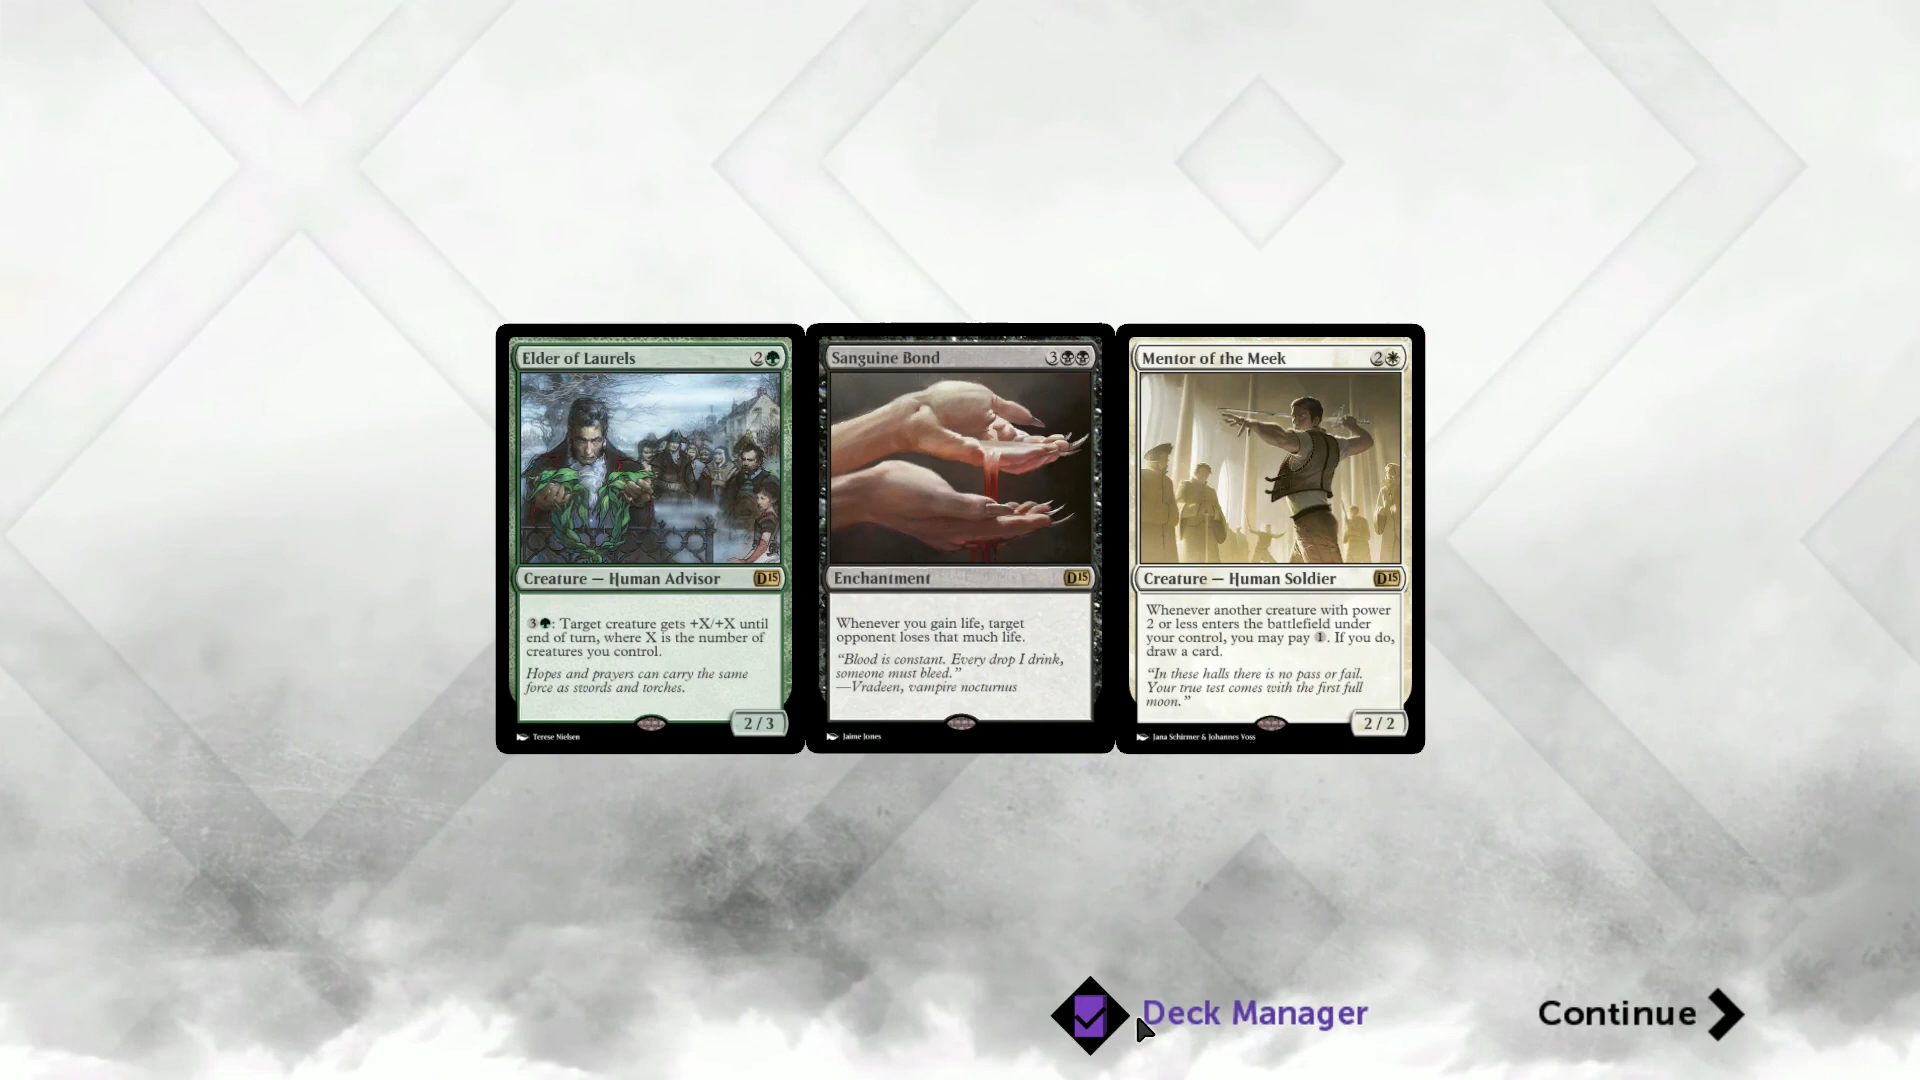 Elder of Laurels 2
Creature — Human Advisor D15
3 : Target creature gets +X/+X until
end of turn, where X is the number of
creatures you control.
Hopes and prayers can carry the same
force as swords and torches.
2 / 3
Terese Nielsen
Sanguine Bond 3
Enchantment D15
Whenever you gain life, target
opponent loses that much life.
“Blood is constant. Every drop I drink,
someone must bleed.”
—Vradeen, vampire nocturnus
Jaime Jones
Mentor of the Meek 2
Creature — Human Soldier D15
Whenever another creature with power
2 or less enters the battlefield under
your control, you may pay 1. If you do,
draw a card.
“In these halls there is no pass or fail.
Your true test comes with the first full
moon.”
2 / 2
Jana Schirmer & Johannes Voss
Deck Manager
Continue